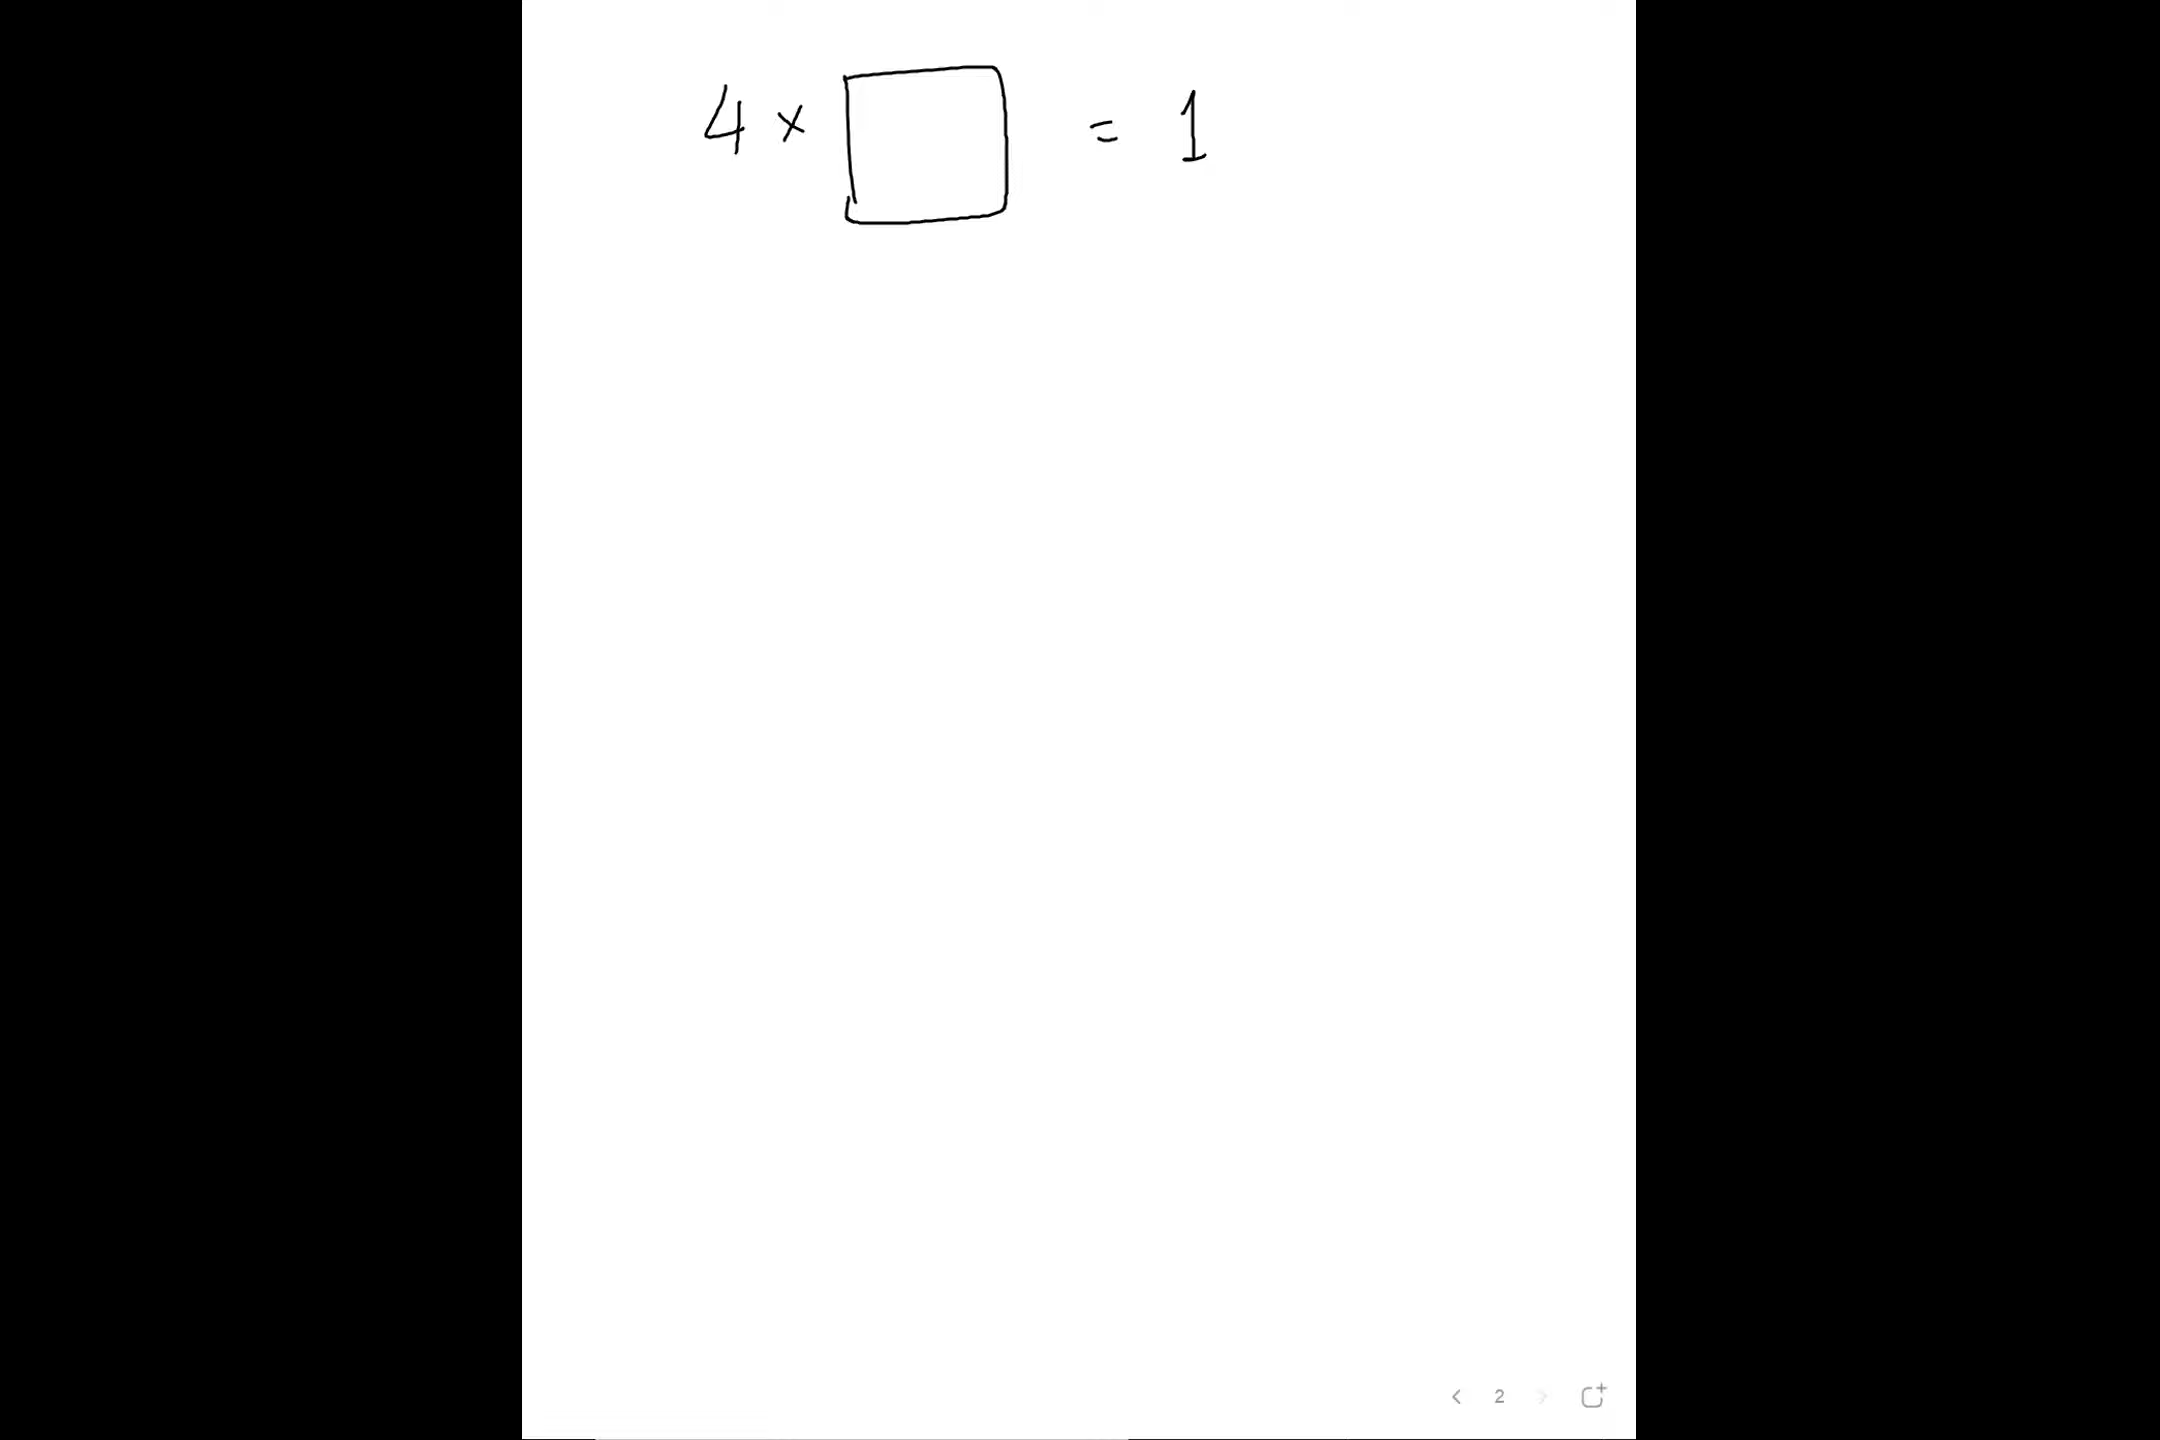 4 × □ = 1
2